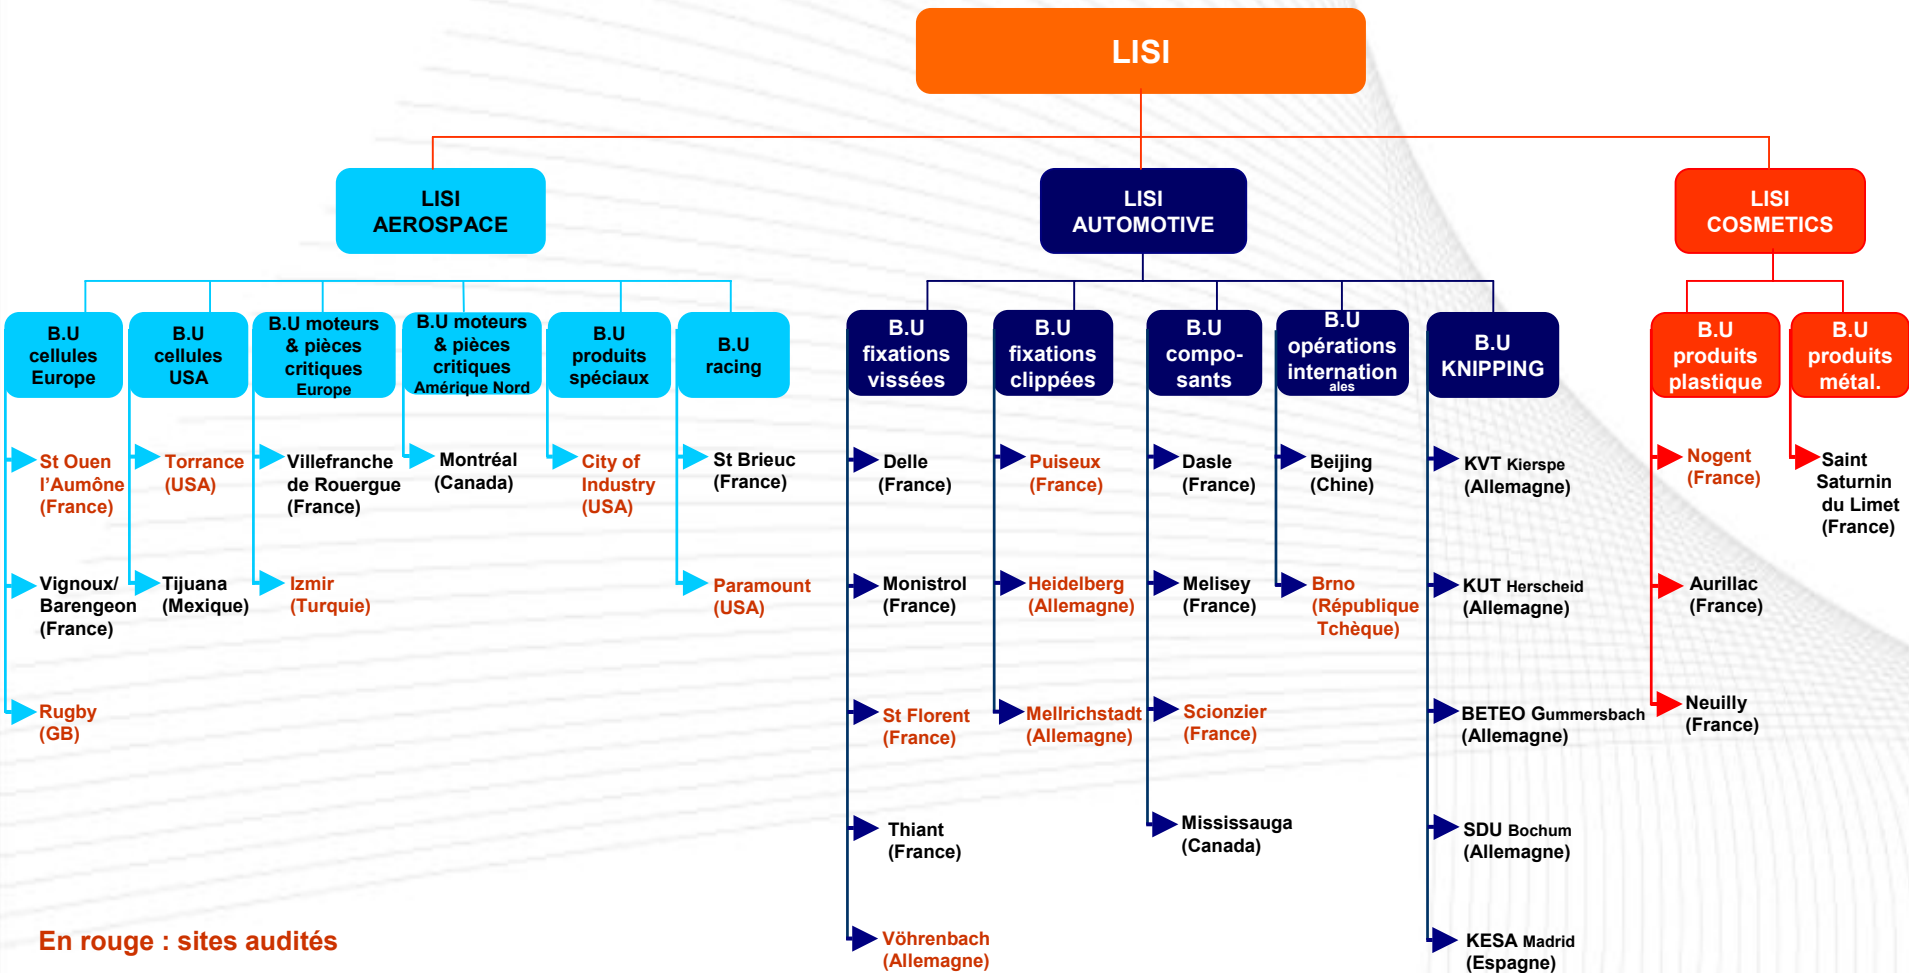 LISI
LISI
AEROSPACE
LISI
AUTOMOTIVE
LISI
COSMETICS
B.U
cellules
Europe
B.U
cellules
USA
B.U moteurs
& pièces
critiques
Europe
B.U moteurs
& pièces
critiques
Amérique Nord
B.U
produits
spéciaux
B.U
racing
B.U
fixations
vissées
B.U
fixations
clippées
B.U
compo-
sants
B.U
opérations
internation
ales
B.U
KNIPPING
B.U
produits
plastique
B.U
produits
métal.
St Ouen
l’Aumône
(France)
Vignoux/
Barengeon
(France)
Rugby
(GB)
Torrance
(USA)
Tijuana
(Mexique)
Villefranche
de Rouergue
(France)
Izmir
(Turquie)
Montréal
(Canada)
City of
Industry
(USA)
St Brieuc
(France)
Paramount
(USA)
Delle
(France)
Monistrol
(France)
St Florent
(France)
Thiant
(France)
Vöhrenbach
(Allemagne)
Puiseux
(France)
Heidelberg
(Allemagne)
Mellrichstadt
(Allemagne)
Dasle
(France)
Melisey
(France)
Scionzier
(France)
Mississauga
(Canada)
Beijing
(Chine)
Brno
(République
Tchèque)
KVT Kierspe
(Allemagne)
KUT Herscheid
(Allemagne)
BETEO Gummersbach
(Allemagne)
SDU Bochum
(Allemagne)
KESA Madrid
(Espagne)
Nogent
(France)
Aurillac
(France)
Neuilly
(France)
Saint
Saturnin
du Limet
(France)
En rouge : sites audités